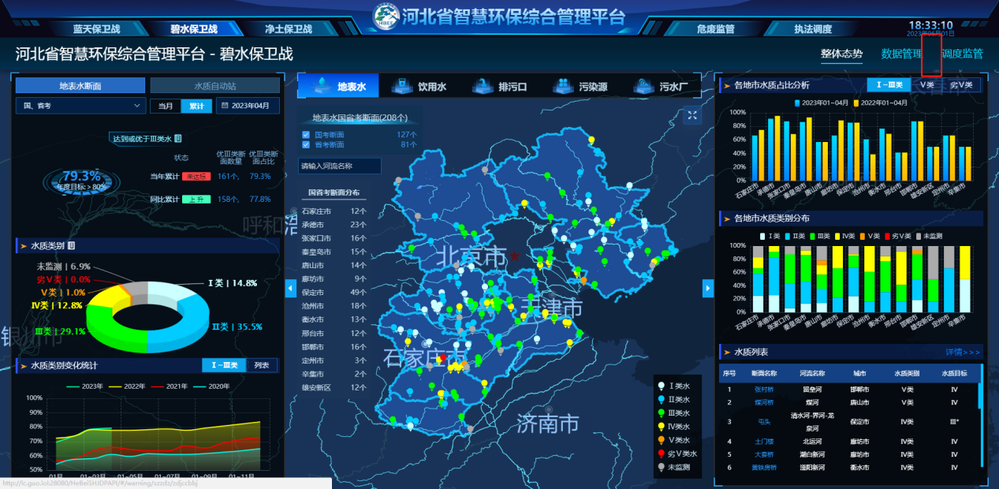 河北省智慧环保综合管理平台
蓝天保卫战
碧水保卫战
净土保卫战
危废监管
执法调度
18:33:10
2023年06月01日
河北省智慧环保综合管理平台 - 碧水保卫战
整体态势
数据管理
调度监管
地表水断面
水质自动站
国、省考
当月
累计
2023年04月
达到或优于III类水
79.3%
年度目标:> 80%
状态
优III类断面数量
优III类断面占比
当年累计 未达标 161个, 79.3%
同比累计 上升 158个, 77.8%
水质类别
未监测 | 6.9%
劣V类 | 0.0%
V类 | 1.0%
IV类 | 12.8%
III类 | 29.1%
I 类 | 14.8%
II类 | 35.5%
水质类别变化统计
I－III类
列表
2023年 2022年 2021年 2020年
100%
90%
80%
70%
60%
50%
01月 01~03月 01~05月 01~07月 01~09月 01~11月
地表水
饮用水
排污口
污染源
污水厂
地表水国省考断面(208个)
国考断面 127个
省考断面 81个
请输入河流名称
国省考断面分布
石家庄市 12个
承德市 23个
张家口市 16个
秦皇岛市 15个
唐山市 14个
廊坊市 9个
保定市 49个
沧州市 18个
衡水市 13个
邢台市 12个
邯郸市 16个
定州市 3个
辛集市 2个
雄安新区 12个
北京市
天津市
石家庄市
济南市
银川市
I 类水
II类水
III类水
IV类水
V类水
劣V类水
未监测
各地市水质占比分析
I－III类
V类
劣V类
2023年01~04月 2022年01~04月
100%
80%
60%
40%
20%
0%
石家庄市 承德市 张家口市 秦皇岛市 唐山市 廊坊市 保定市 沧州市 衡水市 邢台市 邯郸市 雄安新区 定州市 辛集市
各地市水质类别分布
I 类 II类 III类 IV类 V类 劣V类 未监测
100%
80%
60%
40%
20%
0%
石家庄市 承德市 张家口市 秦皇岛市 唐山市 廊坊市 保定市 沧州市 衡水市 邢台市 邯郸市 雄安新区 定州市 辛集市
水质列表
详情>>>
序号 断面名称 河流名称 城市 水质类别 水质目标
1 张村桥 留垒河 邯郸市 V类 IV
2 煤河桥 煤河 唐山市 V类 IV
3 屯头 清水河-界河-龙泉河 保定市 IV类 III*
4 土门楼 北运河 廊坊市 IV类 IV
5 大套桥 潮白新河 廊坊市 IV类 IV
6 滏阳新河 衡水市 IV类 IV